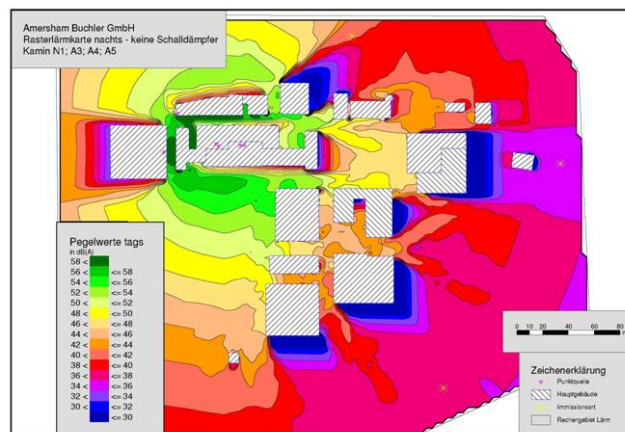 Amersham Buchler GmbH
Rasterlärmkarte nachts - keine Schalldämpfer
Kamin N1; A3; A4; A5
Pegelwerte tags
in dB(A)
58 <
56 < <= 58
54 < <= 56
52 < <= 54
50 < <= 52
48 < <= 50
46 < <= 48
44 < <= 46
42 < <= 44
40 < <= 42
38 < <= 40
36 < <= 38
34 < <= 36
32 < <= 34
30 < <= 32
<= 30
0 10 20 40 60 80
Zeichenerklärung
Punktquelle
Hauptgebäude
Immissionsort
Rechengebiet Lärm